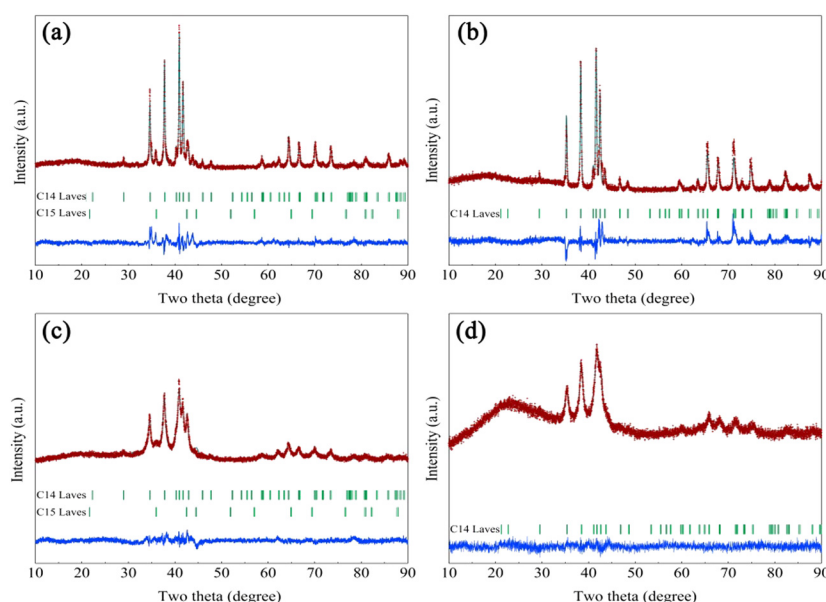 (a)
Intensity (a.u.)
C14 Laves
C15 Laves
10 20 30 40 50 60 70 80 90
Two theta (degree)
(b)
Intensity (a.u.)
C14 Laves
10 20 30 40 50 60 70 80 90
Two theta (degree)
(c)
Intensity (a.u.)
C14 Laves
C15 Laves
10 20 30 40 50 60 70 80 90
Two theta (degree)
(d)
Intensity (a.u.)
C14 Laves
10 20 30 40 50 60 70 80 90
Two theta (degree)